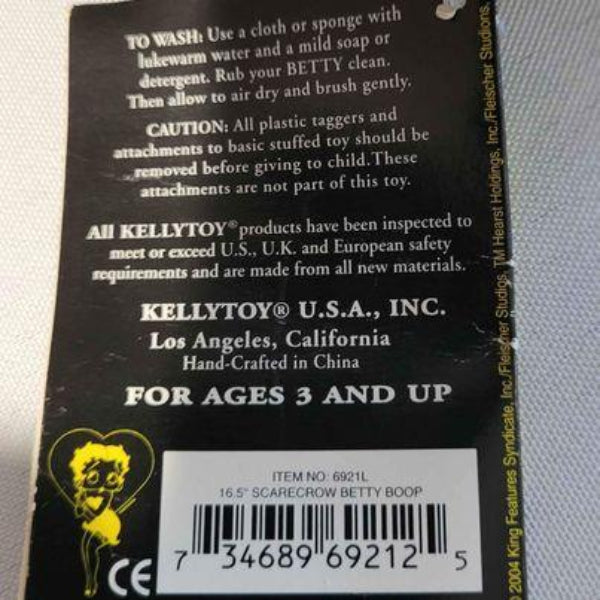 TO WASH: Use a cloth or sponge with
lukewarm water and a mild soap or
detergent. Rub your BETTY clean.
Then allow to air dry and brush gently.
CAUTION: All plastic taggers and
attachments to basic stuffed toy should be
removed before giving to child.These
attachments are not part of this toy.
All KELLYTOY® products have been inspected to
meet or exceed U.S., U.K. and European safety
requirements and are made from all new materials.
KELLYTOY® U.S.A., INC.
Los Angeles, California
Hand-Crafted in China
FOR AGES 3 AND UP
ITEM NO: 6921L
16.5" SCARECROW BETTY BOOP
7 34689 69212 5
CE
© 2004 King Features Syndicate, Inc./Fleischer Studios, TM Hearst Holdings, Inc./Fleischer Studios.